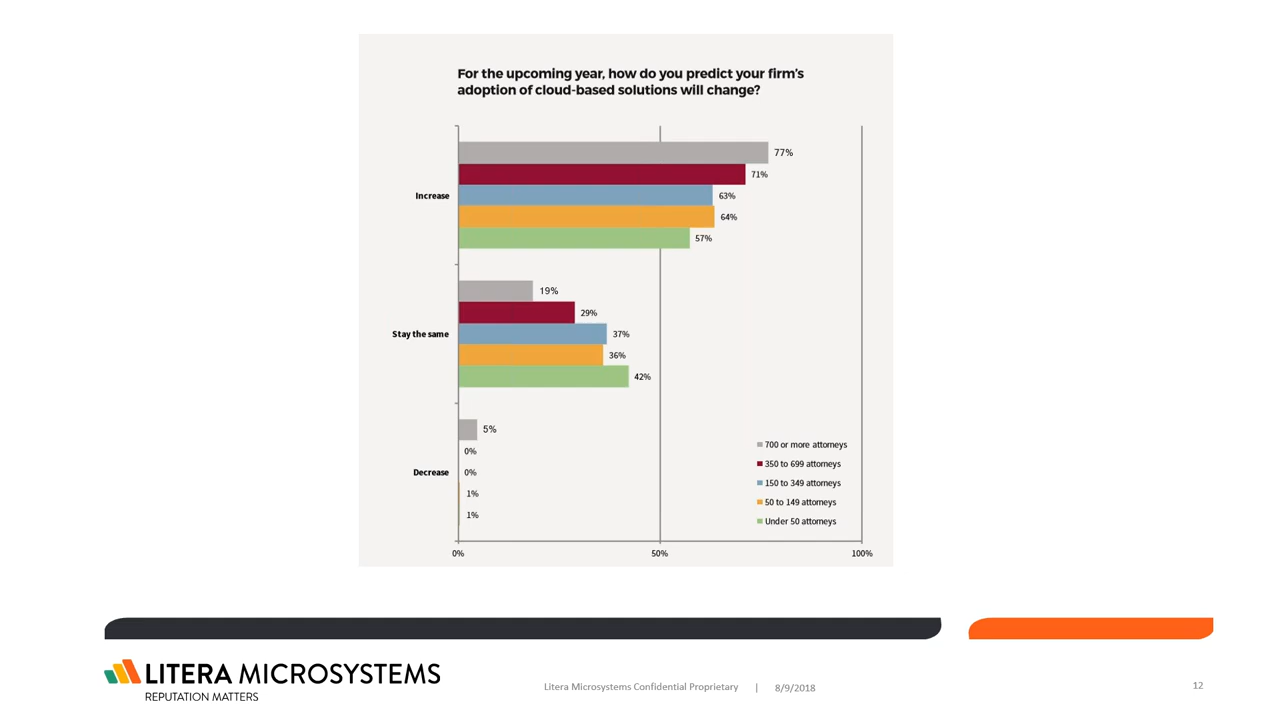 For the upcoming year, how do you predict your firm's
adoption of cloud-based solutions will change?
Increase
77%
71%
63%
64%
57%
Stay the same
19%
29%
37%
36%
42%
Decrease
5%
0%
0%
1%
1%
700 or more attorneys
350 to 699 attorneys
150 to 349 attorneys
50 to 149 attorneys
Under 50 attorneys
0% 50% 100%
LITERA MICROSYSTEMS
REPUTATION MATTERS
Litera Microsystems Confidential Proprietary | 8/9/2018
12